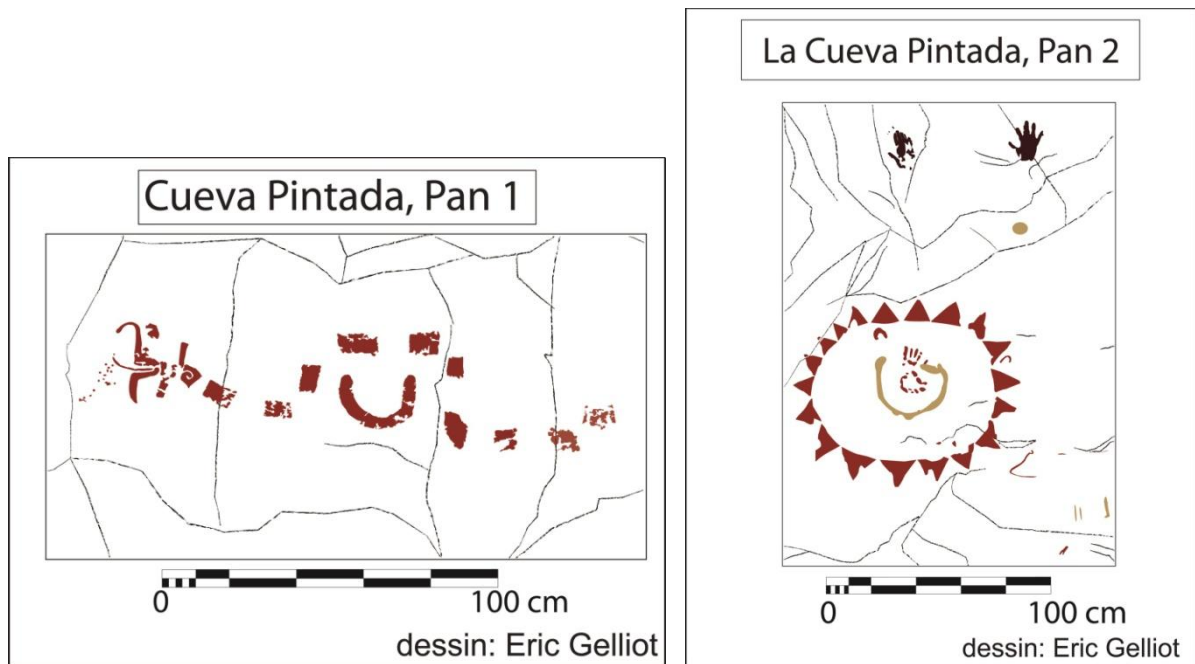 Cueva Pintada, Pan 1
0 100 cm
dessin: Eric Gelliot
La Cueva Pintada, Pan 2
0 100 cm
dessin: Eric Gelliot